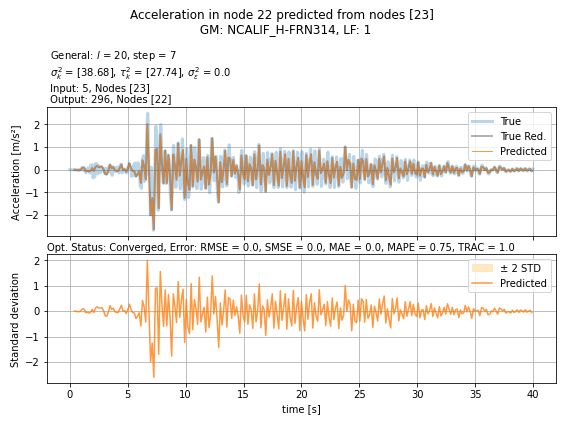 Acceleration in node 22 predicted from nodes [23]
GM: NCALIF_H-FRN314, LF: 1
General: l = 20, step = 7
σ²ₖ = [38.68], τ²ₖ = [27.74], σ²ε = 0.0
Input: 5, Nodes [23]
Output: 296, Nodes [22]
Acceleration [m/s²]
2
1
0
−1
−2
True
True Red.
Predicted
Opt. Status: Converged, Error: RMSE = 0.0, SMSE = 0.0, MAE = 0.0, MAPE = 0.75, TRAC = 1.0
Standard deviation
2
1
0
−1
−2
± 2 STD
Predicted
0 5 10 15 20 25 30 35 40
time [s]